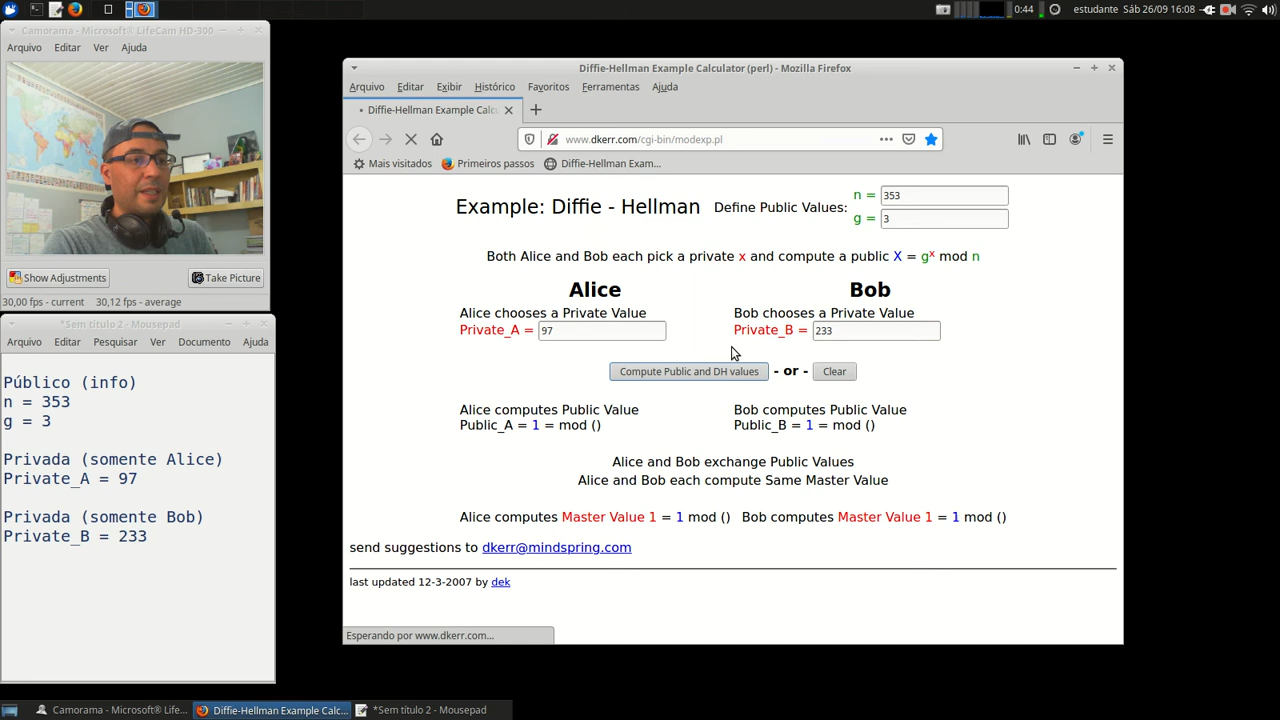 0:44 estudante Sáb 26/09 16:08
Camorama - Microsoft® LifeCam HD-300
Arquivo Editar Ver Ajuda
Show Adjustments Take Picture
30,00 fps - current 30,12 fps - average
*Sem título 2 - Mousepad
Arquivo Editar Pesquisar Ver Documento Ajuda
Público (info)
n = 353
g = 3
Privada (somente Alice)
Private_A = 97
Privada (somente Bob)
Private_B = 233
Diffie-Hellman Example Calculator (perl) - Mozilla Firefox
Arquivo Editar Exibir Histórico Favoritos Ferramentas Ajuda
Diffie-Hellman Example Calcu
www.dkerr.com/cgi-bin/modexp.pl
Mais visitados Primeiros passos Diffie-Hellman Exam...
Example: Diffie - Hellman Define Public Values: n = 353
g = 3
Both Alice and Bob each pick a private x and compute a public X = gˣ mod n
Alice Bob
Alice chooses a Private Value Bob chooses a Private Value
Private_A = 97 Private_B = 233
Compute Public and DH values - or - Clear
Alice computes Public Value Bob computes Public Value
Public_A = 1 = mod () Public_B = 1 = mod ()
Alice and Bob exchange Public Values
Alice and Bob each compute Same Master Value
Alice computes Master Value 1 = 1 mod () Bob computes Master Value 1 = 1 mod ()
send suggestions to dkerr@mindspring.com
last updated 12-3-2007 by dek
Esperando por www.dkerr.com...
Camorama - Microsoft® LifeC... Diffie-Hellman Example Calc... *Sem título 2 - Mousepad